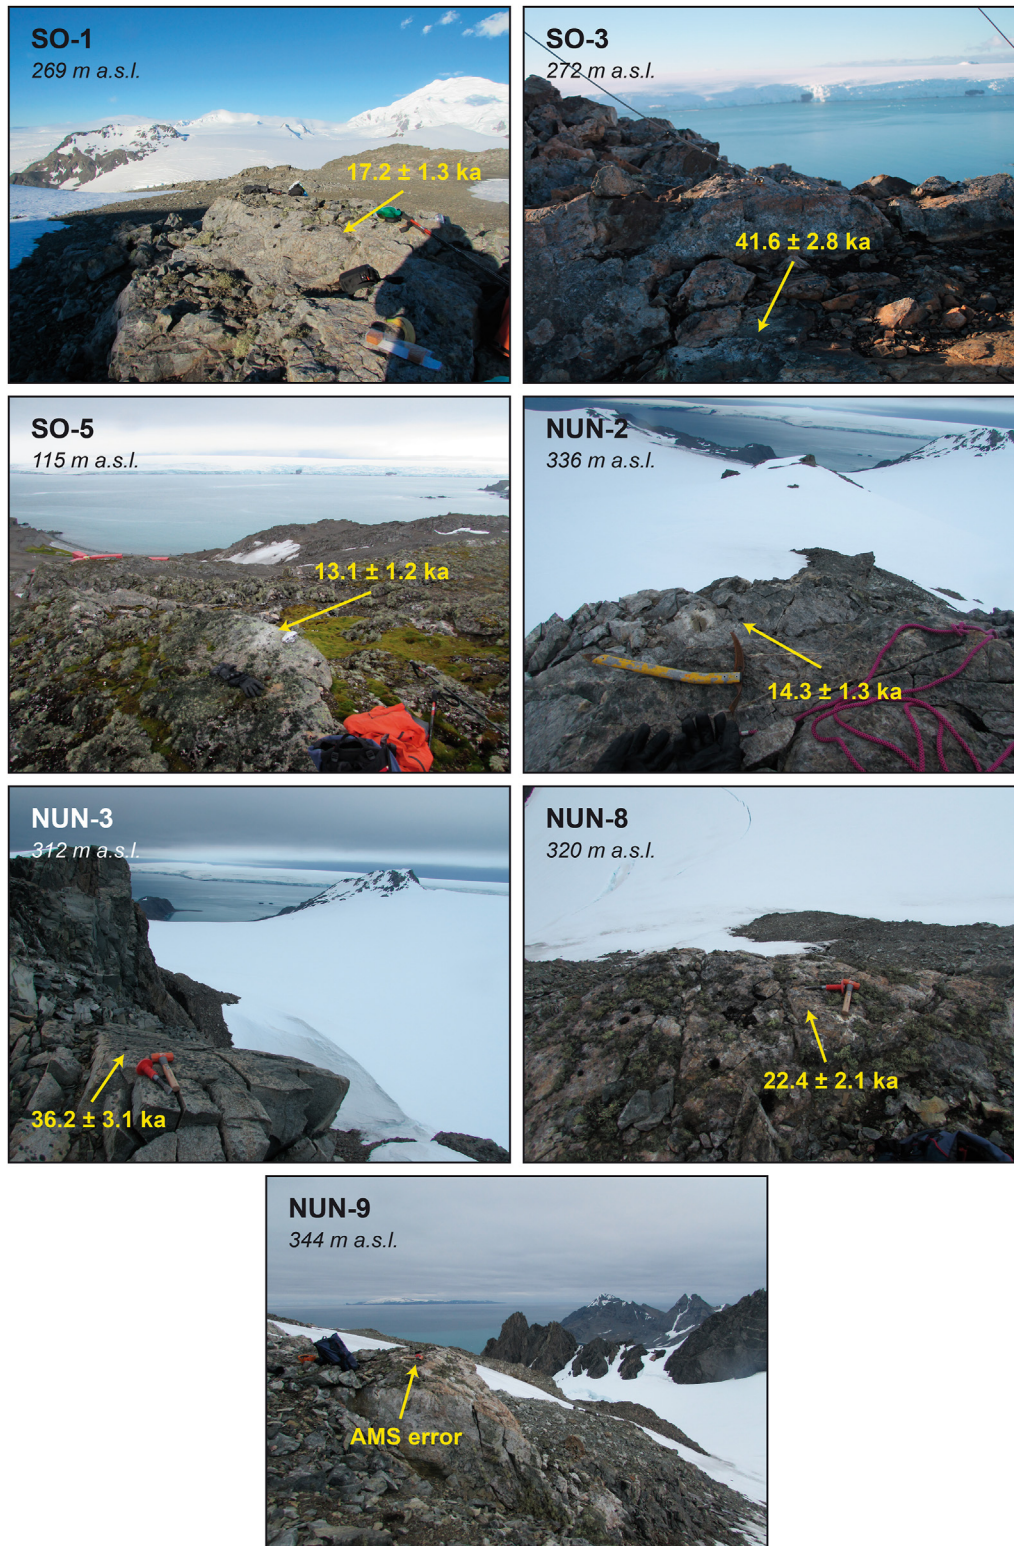 SO-1
269 m a.s.l.
17.2 ± 1.3 ka
SO-3
272 m a.s.l.
41.6 ± 2.8 ka
SO-5
115 m a.s.l.
13.1 ± 1.2 ka
NUN-2
336 m a.s.l.
14.3 ± 1.3 ka
NUN-3
312 m a.s.l.
36.2 ± 3.1 ka
NUN-8
320 m a.s.l.
22.4 ± 2.1 ka
NUN-9
344 m a.s.l.
AMS error